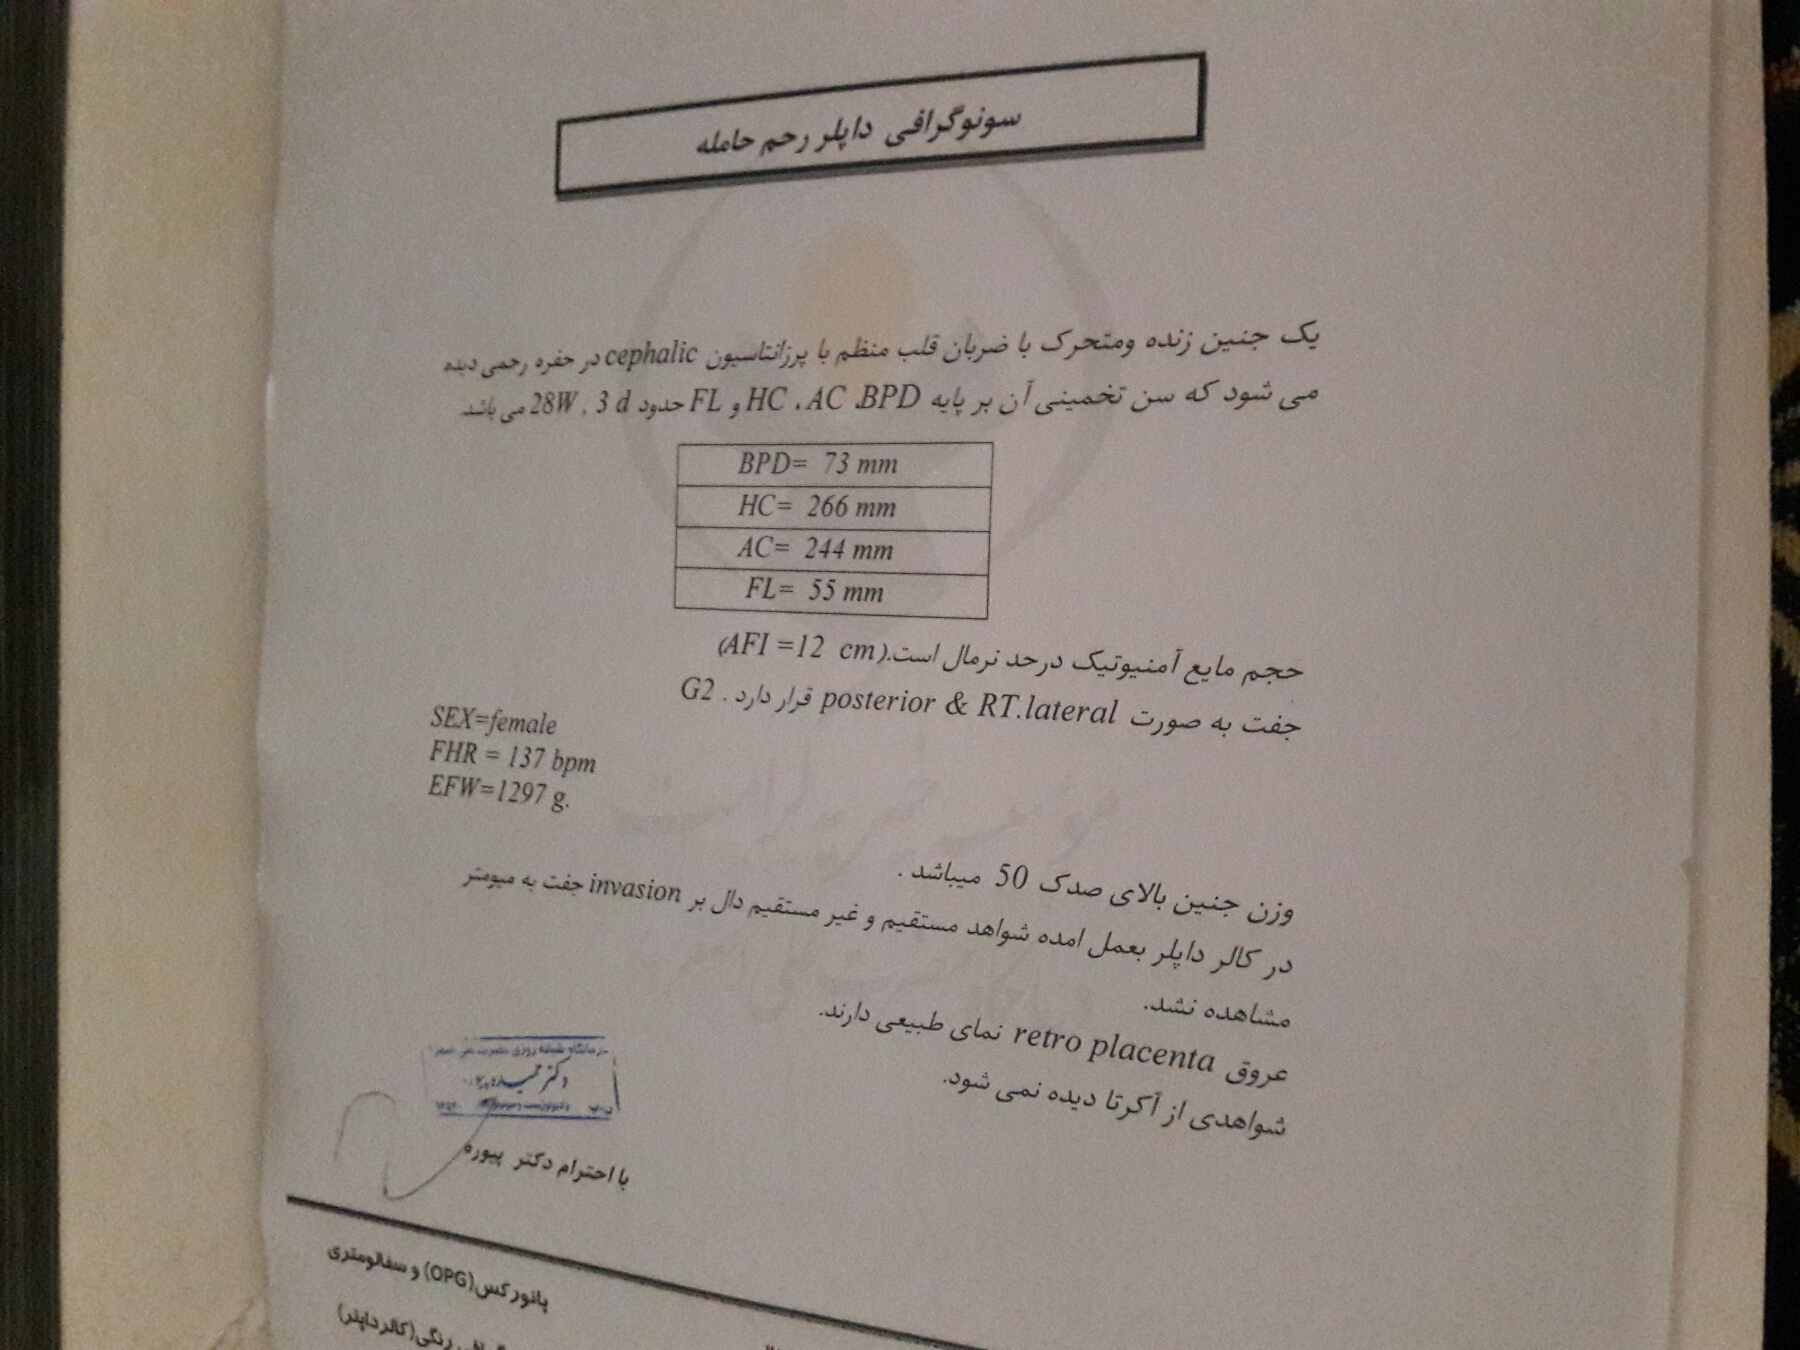 سونوگرافی داپلر رحم حامله
یک جنین زنده ومتحرک با ضربان قلب منظم با پرزانتاسیون cephalic در حفره رحمی دیده
می شود که سن تخمینی آن بر پایه HC ، AC ،BPD و FL حدود 28W , 3 d می باشد.
BPD= 73 mm
HC= 266 mm
AC= 244 mm
FL= 55 mm
حجم مایع آمنیوتیک درحد نرمال است.(AFI =12 cm)
جفت به صورت posterior & RT.lateral قرار دارد . G2
SEX=female
FHR = 137 bpm
EFW=1297 g.
وزن جنین بالای صدک 50 میباشد .
در کالر داپلر بعمل امده شواهد مستقیم و غیر مستقیم دال بر invasion جفت به میومتر
مشاهده نشد.
عروق retro placenta نمای طبیعی دارند.
شواهدی از آکرتا دیده نمی شود.
دکتر
با احترام دکتر پیوره
پانورکس(OPG) و سفالومتری
رنگی(کالرداپلر)